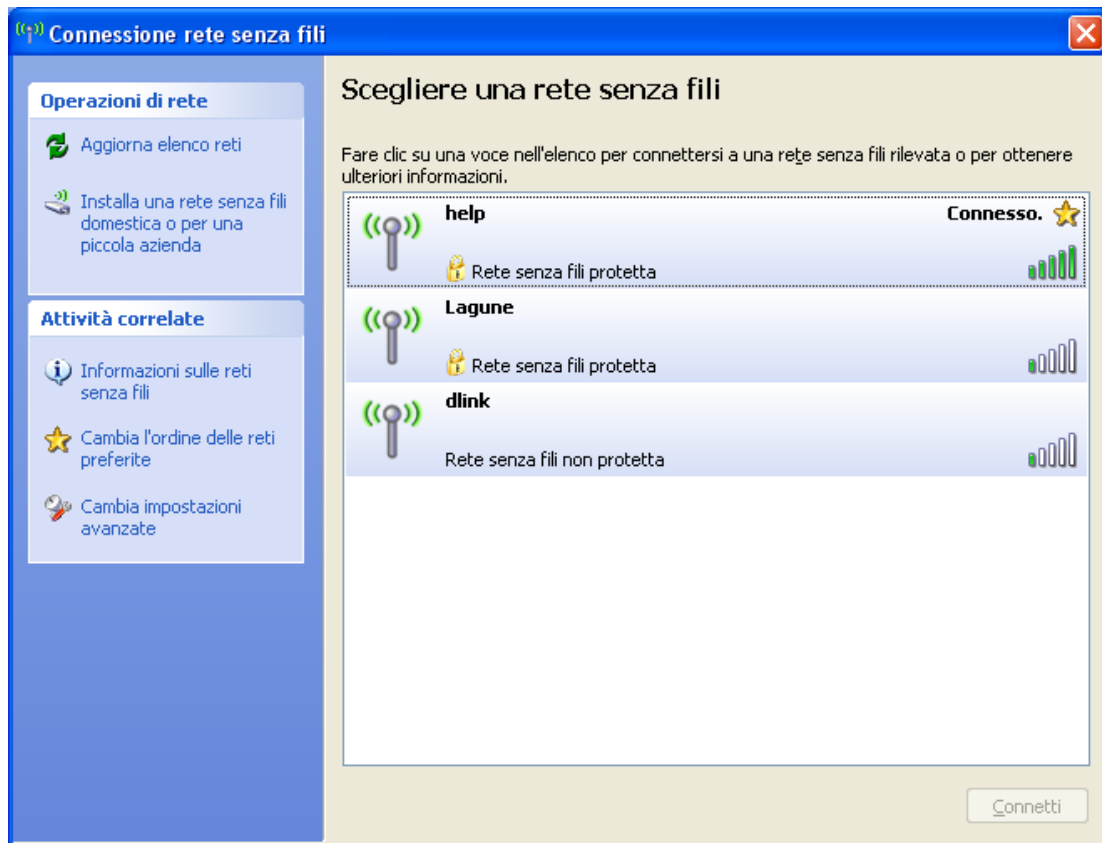 Connessione rete senza fili
Operazioni di rete
Aggiorna elenco reti
Installa una rete senza fili
domestica o per una
piccola azienda
Attività correlate
Informazioni sulle reti
senza fili
Cambia l'ordine delle reti
preferite
Cambia impostazioni
avanzate
Scegliere una rete senza fili
Fare clic su una voce nell'elenco per connettersi a una rete senza fili rilevata o per ottenere
ulteriori informazioni.
help
Connesso.
Rete senza fili protetta
Lagune
Rete senza fili protetta
dlink
Rete senza fili non protetta
Connetti